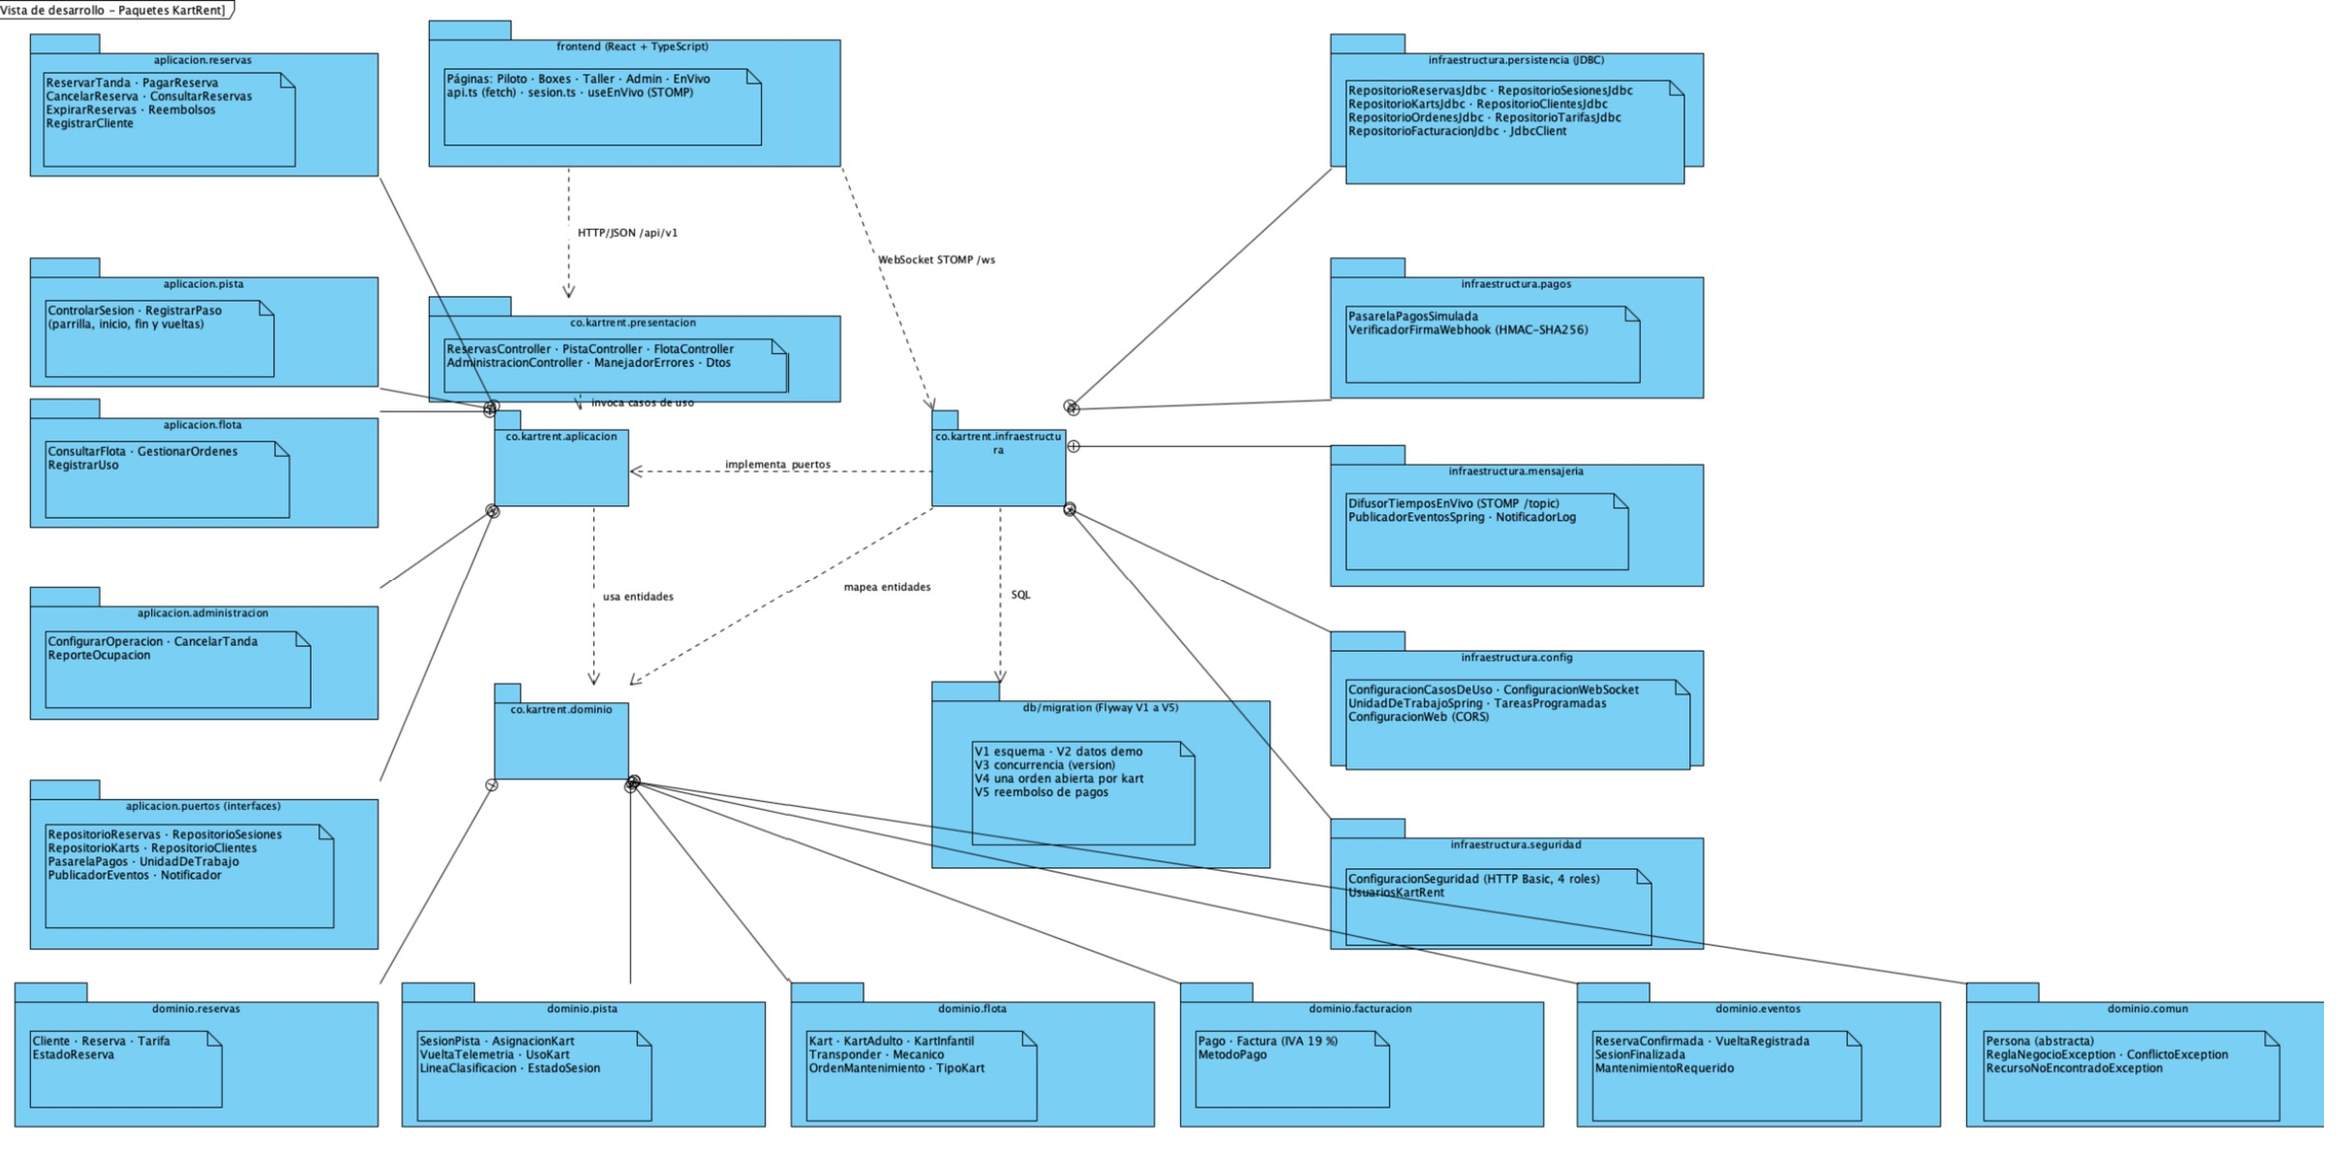 Vista de desarrollo - Paquetes KartRent]
aplicacion.reservas
ReservarTanda · PagarReserva
CancelarReserva · ConsultarReservas
ExpirarReservas · Reembolsos
RegistrarCliente
frontend (React + TypeScript)
Páginas: Piloto · Boxes · Taller · Admin · EnVivo
api.ts (fetch) · sesion.ts · useEnVivo (STOMP)
infraestructura.persistencia (JDBC)
RepositorioReservasJdbc · RepositorioSesionesJdbc
RepositorioKartsJdbc · RepositorioClientesJdbc
RepositorioOrdenesJdbc · RepositorioTarifasJdbc
RepositorioFacturacionJdbc · JdbcClient
HTTP/JSON /api/v1
WebSocket STOMP /ws
aplicacion.pista
ControlarSesion · RegistrarPaso
(parrilla, inicio, fin y vueltas)
co.kartrent.presentacion
ReservasController · PistaController · FlotaController
AdministracionController · ManejadorErrores · Dtos
infraestructura.pagos
PasarelaPagosSimulada
VerificadorFirmaWebhook (HMAC-SHA256)
invoca casos de uso
aplicacion.flota
ConsultarFlota · GestionarOrdenes
RegistrarUso
co.kartrent.aplicacion
implementa puertos
co.kartrent.infraestructu
ra
infraestructura.mensajeria
DifusorTiemposEnVivo (STOMP /topic)
PublicadorEventosSpring · NotificadorLog
usa entidades
mapea entidades
SQL
aplicacion.administracion
ConfigurarOperacion · CancelarTanda
ReporteOcupacion
infraestructura.config
ConfiguracionCasosDeUso · ConfiguracionWebSocket
UnidadDeTrabajoSpring · TareasProgramadas
ConfiguracionWeb (CORS)
co.kartrent.dominio
db/migration (Flyway V1 a V5)
V1 esquema · V2 datos demo
V3 concurrencia (version)
V4 una orden abierta por kart
V5 reembolso de pagos
aplicacion.puertos (interfaces)
RepositorioReservas · RepositorioSesiones
RepositorioKarts · RepositorioClientes
PasarelaPagos · UnidadDeTrabajo
PublicadorEventos · Notificador
infraestructura.seguridad
ConfiguracionSeguridad (HTTP Basic, 4 roles)
UsuariosKartRent
dominio.reservas
Cliente · Reserva · Tarifa
EstadoReserva
dominio.pista
SesionPista · AsignacionKart
VueltaTelemetria · UsoKart
LineaClasificacion · EstadoSesion
dominio.flota
Kart · KartAdulto · KartInfantil
Transponder · Mecanico
OrdenMantenimiento · TipoKart
dominio.facturacion
Pago · Factura (IVA 19 %)
MetodoPago
dominio.eventos
ReservaConfirmada · VueltaRegistrada
SesionFinalizada
MantenimientoRequerido
dominio.comun
Persona (abstracta)
ReglaNegocioException · ConflictoException
RecursoNoEncontradoException